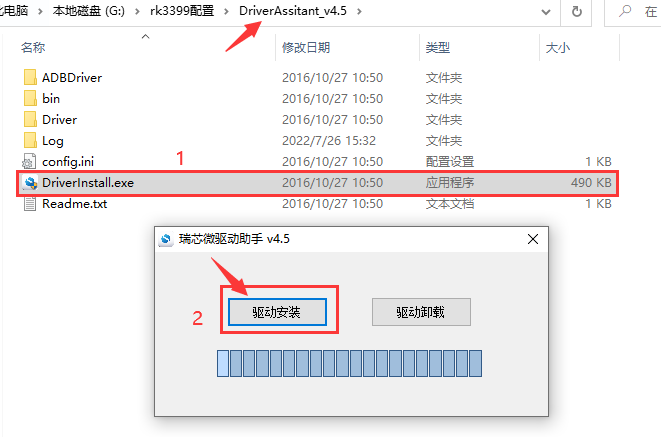 电脑 > 本地磁盘 (G:) > rk3399配置 > DriverAssitant_v4.5 >
在
名称 修改日期 类型 大小
ADBDriver 2016/10/27 10:50 文件夹
bin 2016/10/27 10:50 文件夹
Driver 2016/10/27 10:50 文件夹
Log 2022/7/26 15:32 文件夹
1
config.ini 2016/10/27 10:50 配置设置 1 KB
DriverInstall.exe 2016/10/27 10:50 应用程序 490 KB
Readme.txt 2016/10/27 10:50 文本文档 1 KB
瑞芯微驱动助手 v4.5
2
驱动安装 驱动卸载